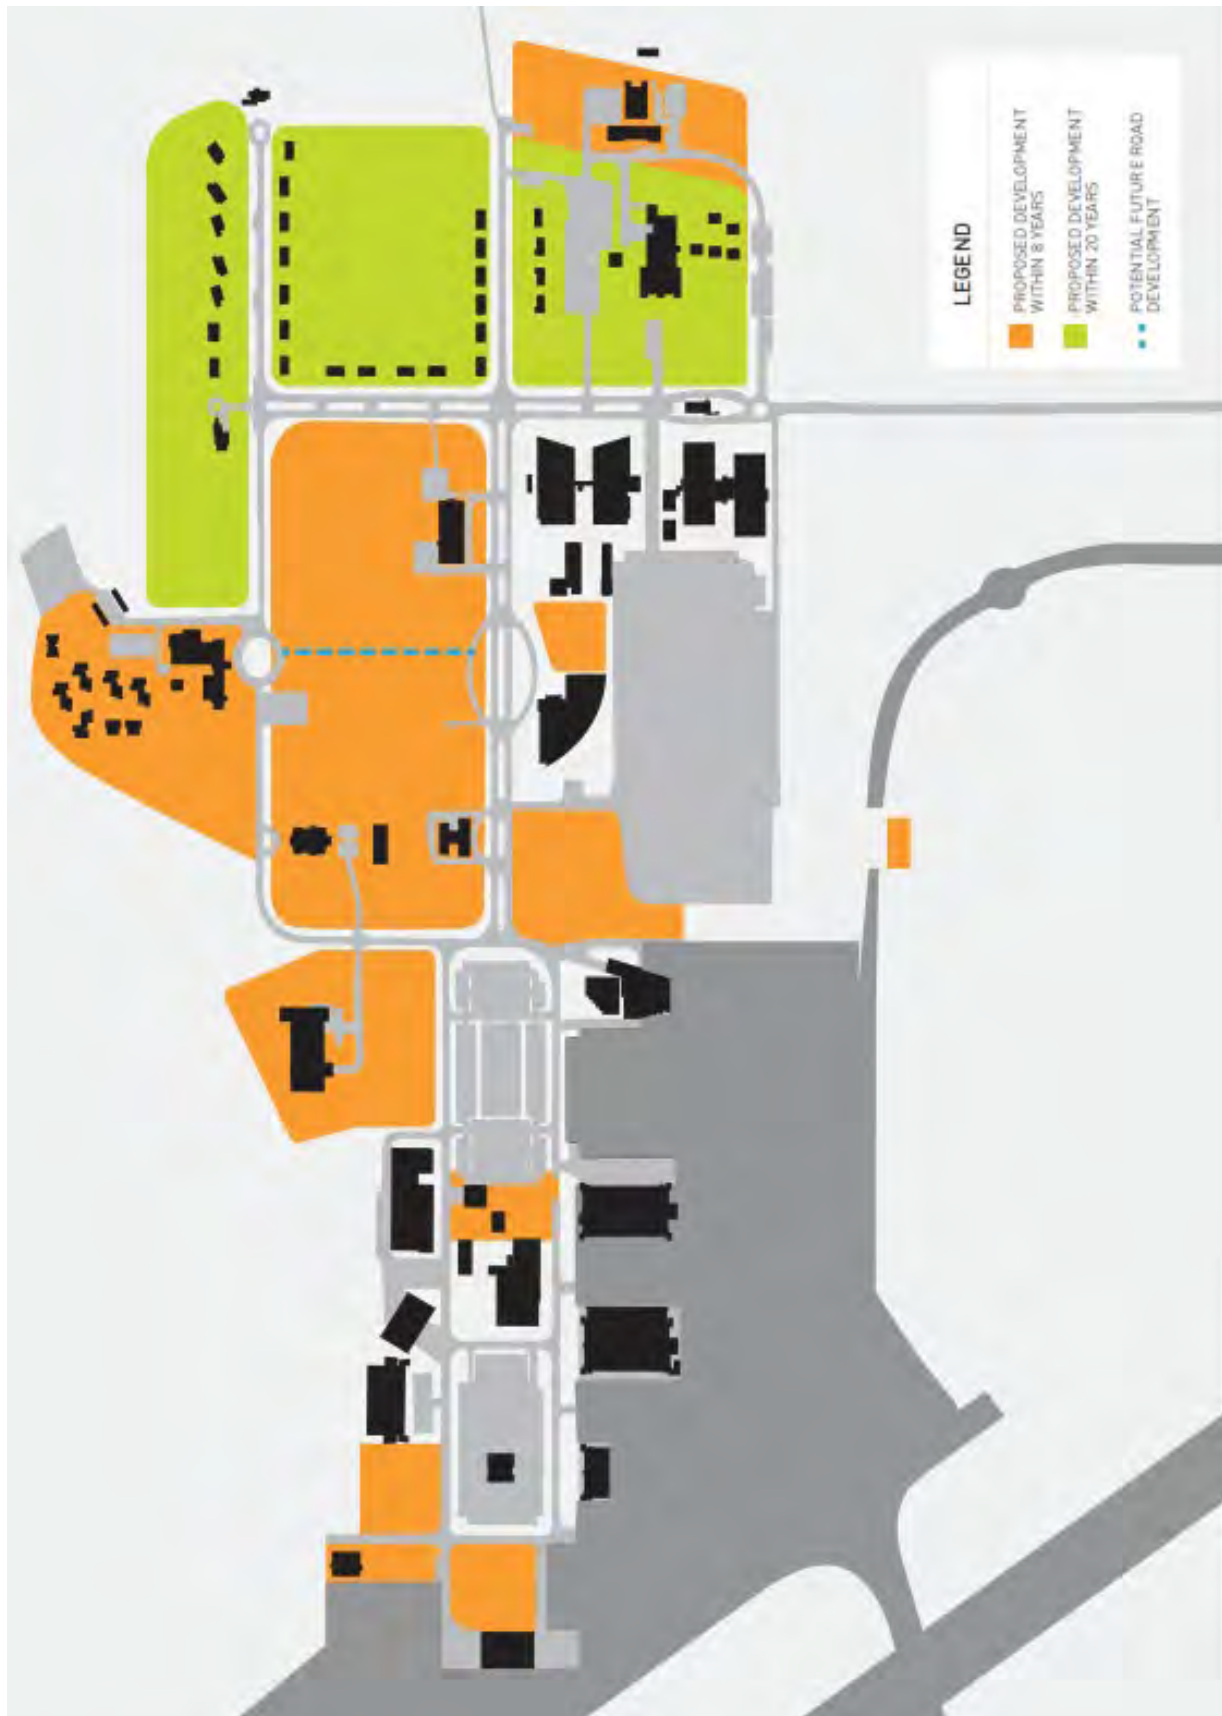 LEGEND
PROPOSED DEVELOPMENT
WITHIN 8 YEARS
PROPOSED DEVELOPMENT
WITHIN 20 YEARS
POTENTIAL FUTURE ROAD
DEVELOPMENT